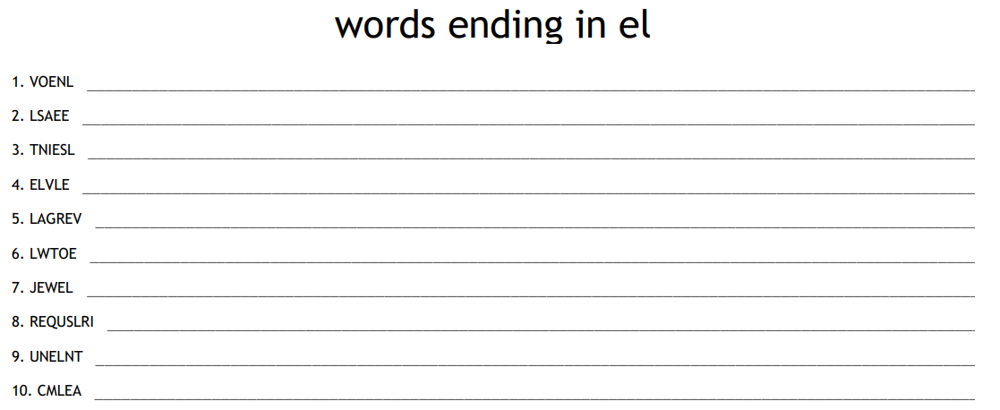 words ending in el
1. VOENL
2. LSAEE
3. TNIESL
4. ELVLE
5. LAGREV
6. LWTOE
7. JEWEL
8. REQUSLRI
9. UNELNT
10. CMLEA